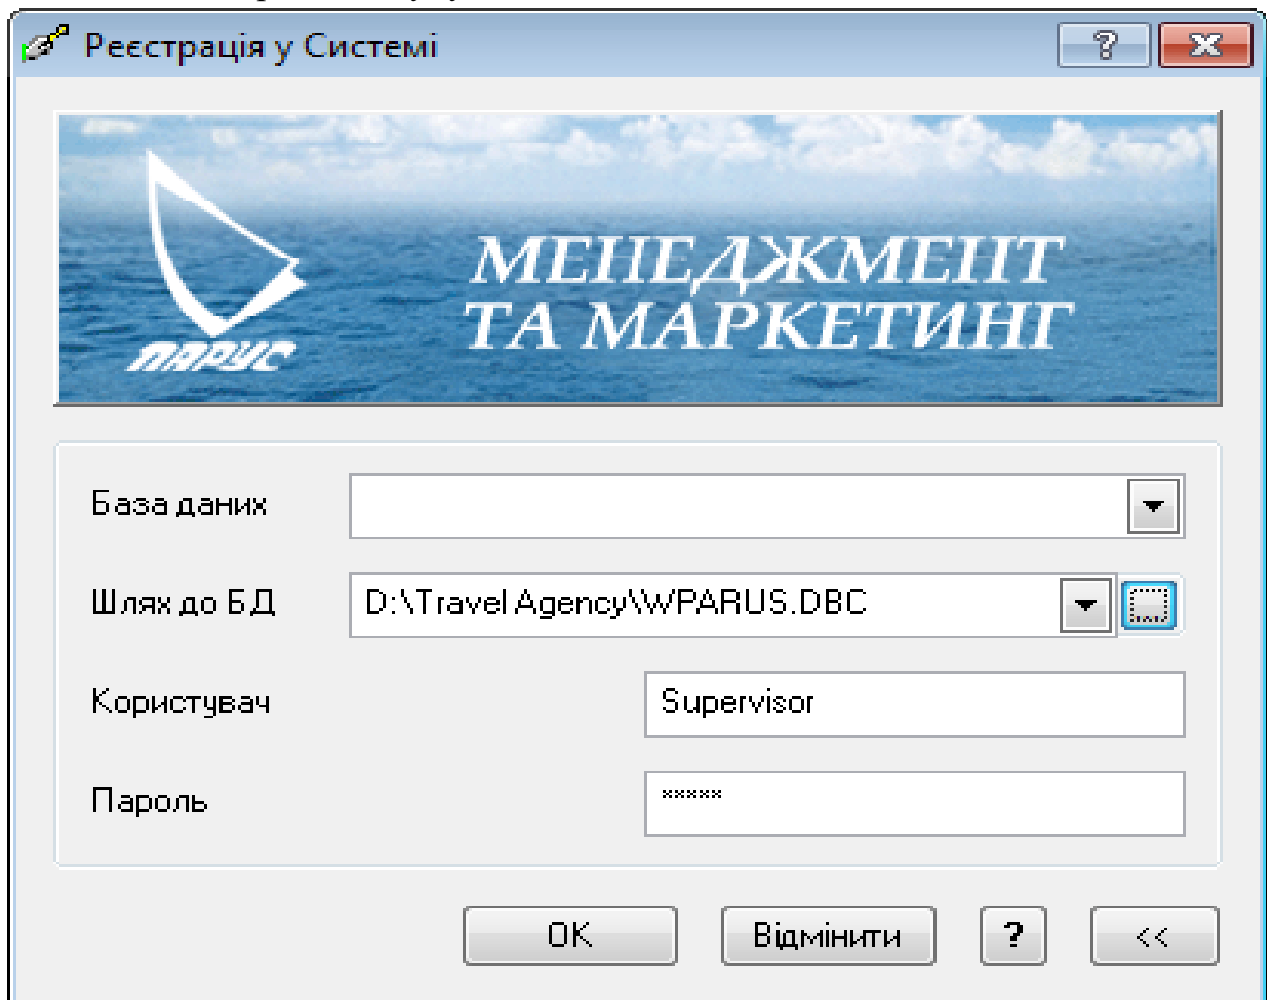 Реєстрація у Системі
?
ПАРУС
МЕНЕДЖМЕНТ
ТА МАРКЕТИНГ
База даних
Шлях до БД D:\Travel Agency\WPARUS.DBC ...
Користувач Supervisor
Пароль *****
OK Відмінити ? <<